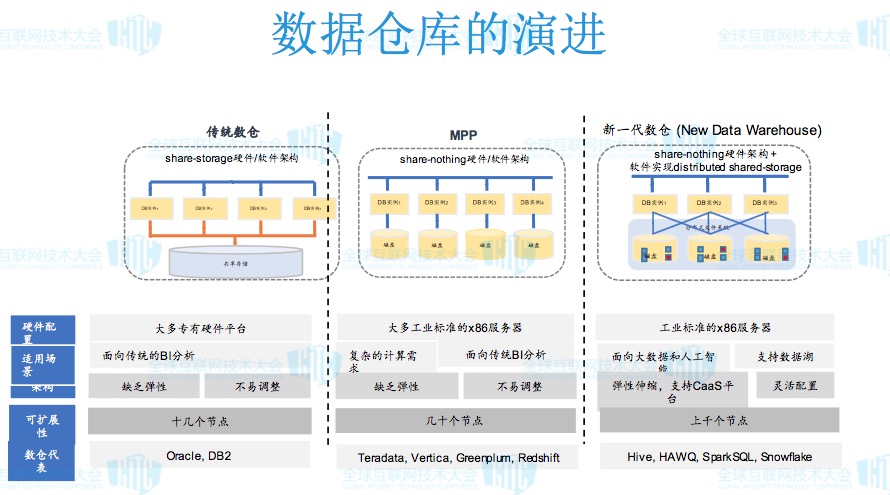 数据仓库的演进
传统数仓
MPP
新一代数仓 (New Data Warehouse)
share-storage硬件/软件架构
share-nothing硬件/软件架构
share-nothing硬件架构+
软件实现distributed shared-storage
DB实例1
DB实例2
DB实例3
DB实例4
共享存储
DB实例1
DB实例2
DB实例3
DB实例4
磁盘
磁盘
磁盘
磁盘
DB实例1
DB实例2
DB实例3
分布式文件系统
磁盘
磁盘
磁盘
硬件配
置
大多专有硬件平台
大多工业标准的x86服务器
工业标准的x86服务器
适用场
景
面向传统的BI分析
复杂的计算需
求
面向传统BI分析
面向大数据和人工智
能
支持数据湖
架构
缺乏弹性
不易调整
缺乏弹性
不易调整
弹性伸缩，支持CaaS平
台
灵活配置
可扩展
性
十几个节点
几十个节点
上千个节点
数仓代
表
Oracle, DB2
Teradata, Vertica, Greenplum, Redshift
Hive, HAWQ, SparkSQL, Snowflake
全球互联网技术大会
GLOBAL INTERNET TECHNOLOGY CONFERENCE